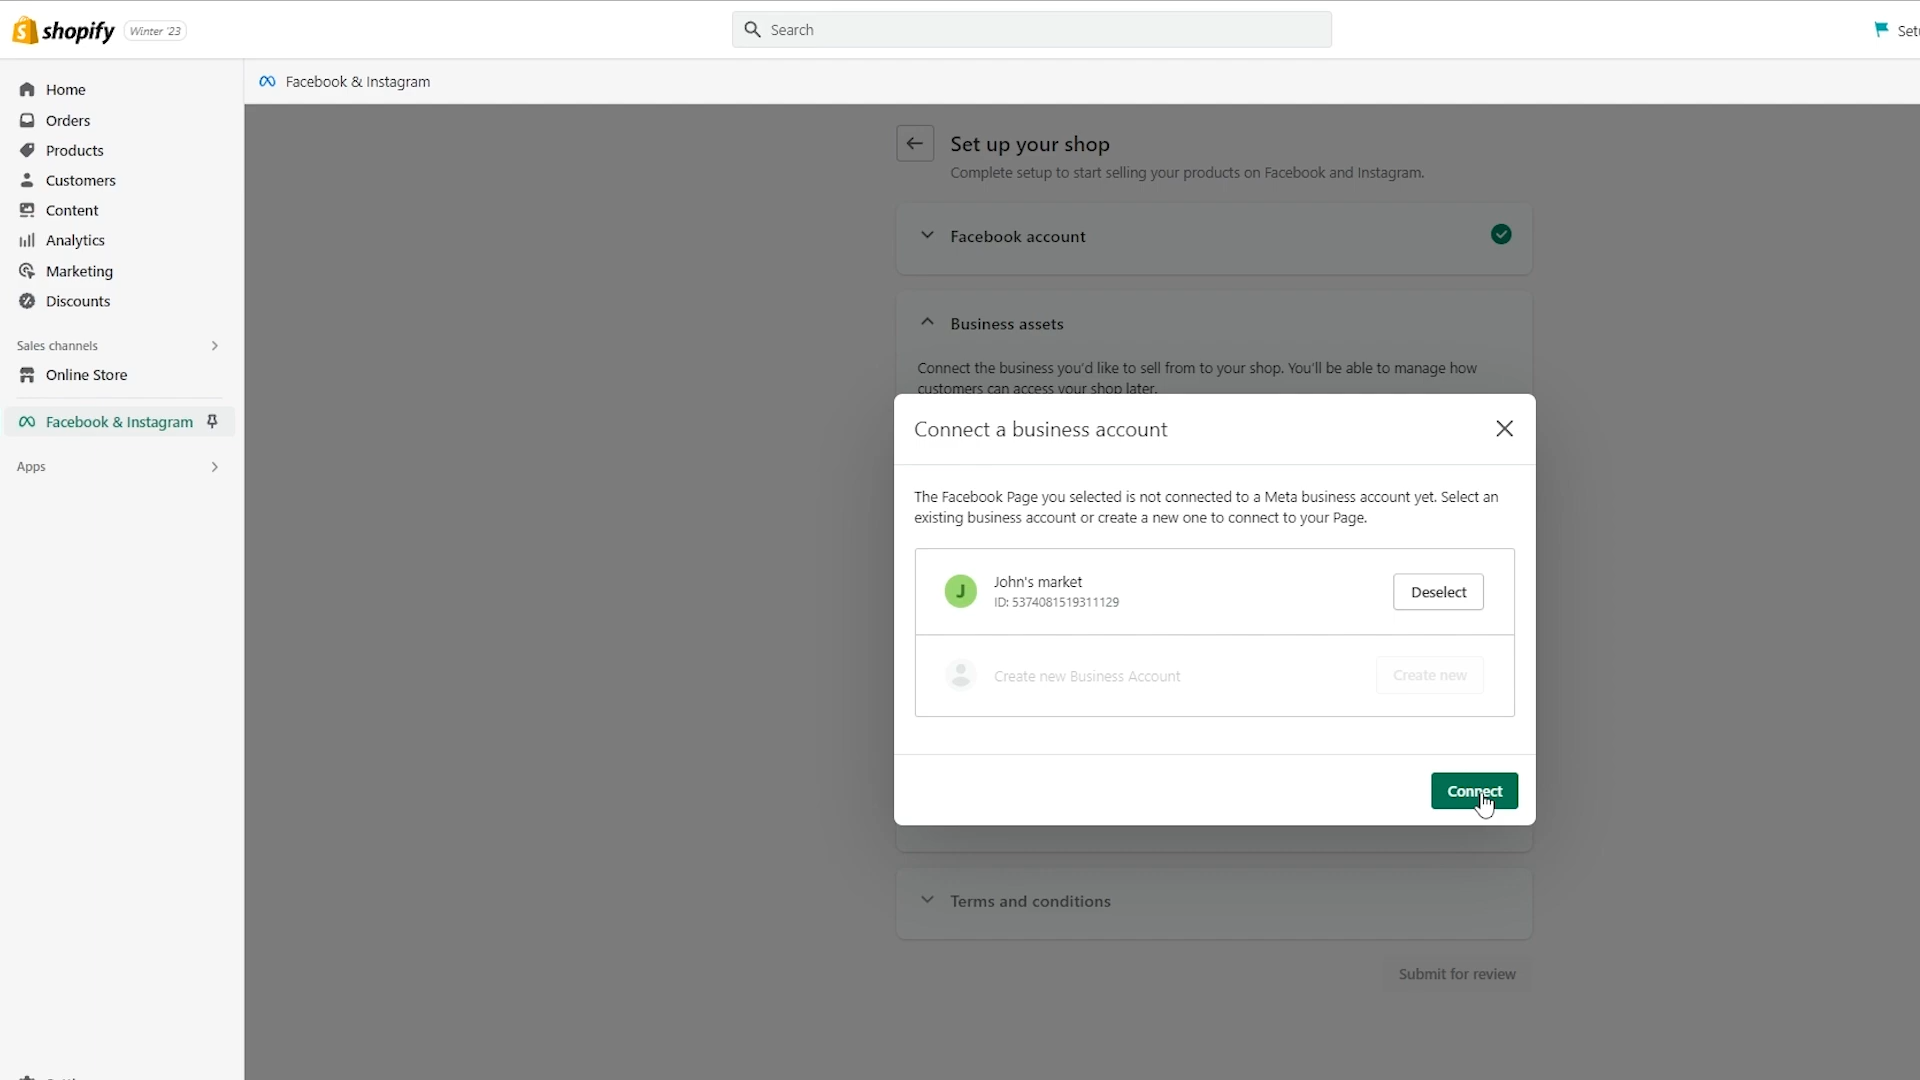 shopify Winter '23
Search
Home
Orders
Products
Customers
Content
Analytics
Marketing
Discounts
Sales channels
Online Store
Facebook & Instagram
Apps
Facebook & Instagram
Set up your shop
Complete setup to start selling your products on Facebook and Instagram.
Facebook account
Business assets
Connect the business you'd like to sell from to your shop. You'll be able to manage how
customers can access your shop later.
Connect a business account
The Facebook Page you selected is not connected to a Meta business account yet. Select an
existing business account or create a new one to connect to your Page.
J
John's market
ID: 5374081519311129
Deselect
Create new Business Account
Create new
Connect
Terms and conditions
Submit for review